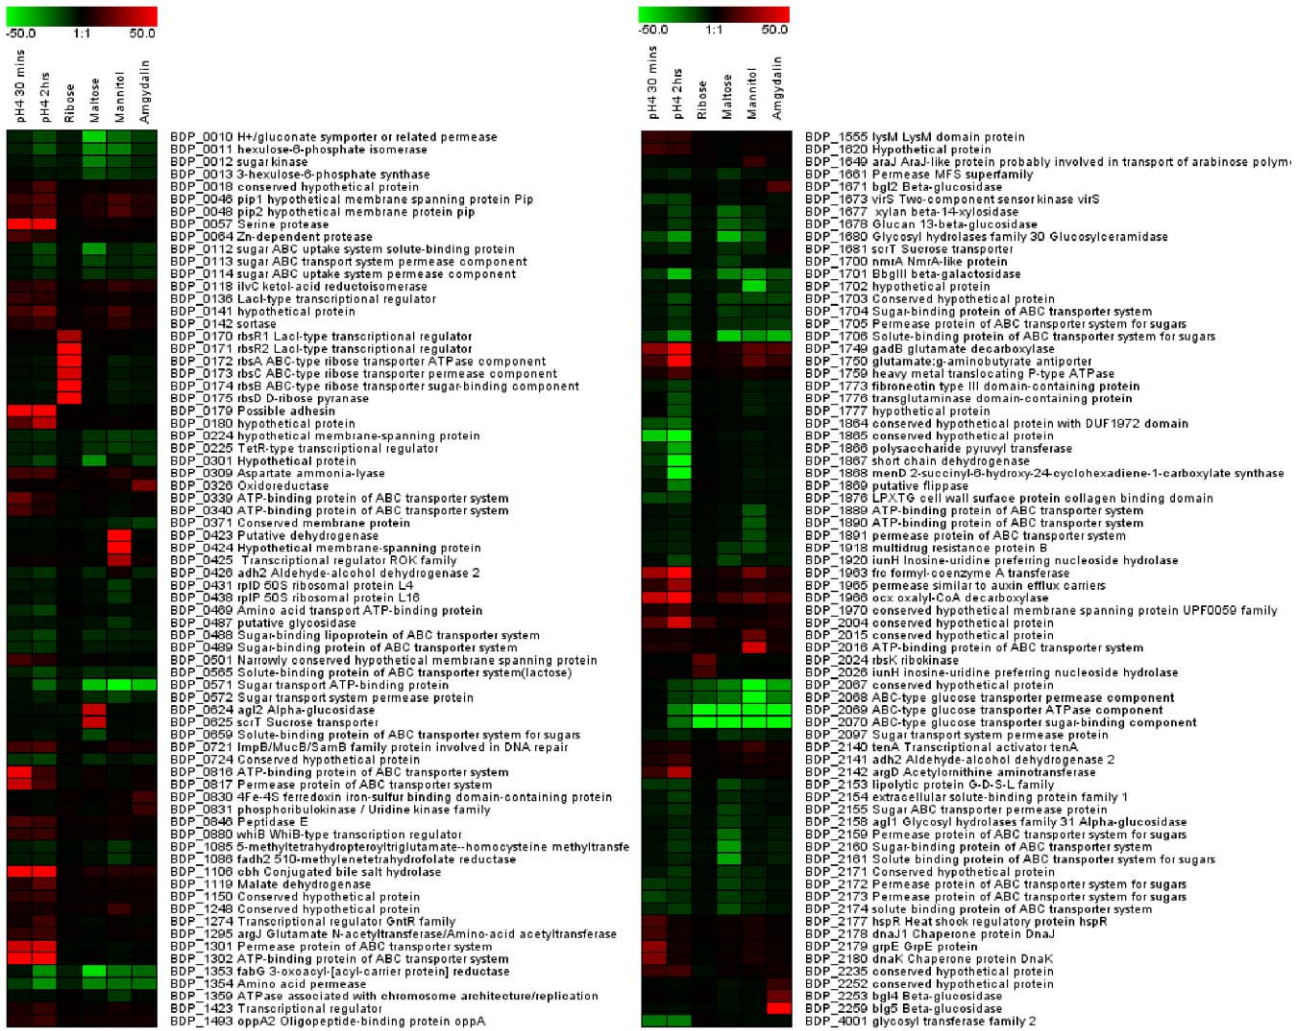 -50.0 1:1 50.0
pH4 30 mins
pH4 2hrs
Ribose
Maltose
Mannitol
Amgydalin
BDP_0010 H+/gluconate symporter or related permease
BDP_0011 hexulose-6-phosphate isomerase
BDP_0012 sugar kinase
BDP_0013 3-hexulose-6-phosphate synthase
BDP_0018 conserved hypothetical protein
BDP_0046 pip1 hypothetical membrane spanning protein Pip
BDP_0048 pip2 hypothetical membrane protein pip
BDP_0057 Serine protease
BDP_0064 Zn-dependent protease
BDP_0112 sugar ABC uptake system solute-binding protein
BDP_0113 sugar ABC transport system permease component
BDP_0114 sugar ABC uptake system permease component
BDP_0118 ilvC ketol-acid reductoisomerase
BDP_0136 LacI-type transcriptional regulator
BDP_0141 hypothetical protein
BDP_0142 sortase
BDP_0170 rbsR1 LacI-type transcriptional regulator
BDP_0171 rbsR2 LacI-type transcriptional regulator
BDP_0172 rbsA ABC-type ribose transporter ATPase component
BDP_0173 rbsC ABC-type ribose transporter permease component
BDP_0174 rbsB ABC-type ribose transporter sugar-binding component
BDP_0175 rbsD D-ribose pyranase
BDP_0179 Possible adhesin
BDP_0180 hypothetical protein
BDP_0224 hypothetical membrane-spanning protein
BDP_0225 TetR-type transcriptional regulator
BDP_0301 Hypothetical protein
BDP_0309 Aspartate ammonia-lyase
BDP_0326 Oxidoreductase
BDP_0339 ATP-binding protein of ABC transporter system
BDP_0340 ATP-binding protein of ABC transporter system
BDP_0371 Conserved membrane protein
BDP_0423 Putative dehydrogenase
BDP_0424 Hypothetical membrane-spanning protein
BDP_0425 Transcriptional regulator ROK family
BDP_0426 adh2 Aldehyde-alcohol dehydrogenase 2
BDP_0431 rplD 50S ribosomal protein L4
BDP_0438 rplP 50S ribosomal protein L16
BDP_0469 Amino acid transport ATP-binding protein
BDP_0487 putative glycosidase
BDP_0488 Sugar-binding lipoprotein of ABC transporter system
BDP_0489 Sugar-binding protein of ABC transporter system
BDP_0501 Narrowly conserved hypothetical membrane spanning protein
BDP_0565 Solute-binding protein of ABC transporter system(lactose)
BDP_0571 Sugar transport ATP-binding protein
BDP_0572 Sugar transport system permease protein
BDP_0624 agl2 Alpha-glucosidase
BDP_0625 scrT Sucrose transporter
BDP_0659 Solute-binding protein of ABC transporter system for sugars
BDP_0721 ImpB/MucB/SamB family protein involved in DNA repair
BDP_0724 Conserved hypothetical protein
BDP_0816 ATP-binding protein of ABC transporter system
BDP_0817 Permease protein of ABC transporter system
BDP_0830 4Fe-4S ferredoxin iron-sulfur binding domain-containing protein
BDP_0831 phosphoribulokinase / Uridine kinase family
BDP_0846 Peptidase E
BDP_0880 whiB WhiB-type transcription regulator
BDP_1085 5-methyltetrahydropteroyltriglutamate--homocysteine methyltransfe
BDP_1086 fadh2 510-methylenetetrahydrofolate reductase
BDP_1106 cbh Conjugated bile salt hydrolase
BDP_1119 Malate dehydrogenase
BDP_1150 Conserved hypothetical protein
BDP_1248 Conserved hypothetical protein
BDP_1274 Transcriptional regulator GntR family
BDP_1295 argJ Glutamate N-acetyltransferase/Amino-acid acetyltransferase
BDP_1301 Permease protein of ABC transporter system
BDP_1302 ATP-binding protein of ABC transporter system
BDP_1353 fabG 3-oxoacyl-[acyl-carrier protein] reductase
BDP_1354 Amino acid permease
BDP_1359 ATPase associated with chromosome architecture/replication
BDP_1423 Transcriptional regulator
BDP_1493 oppA2 Oligopeptide-binding protein oppA
-50.0 1:1 50.0
pH4 30 mins
pH4 2hrs
Ribose
Maltose
Mannitol
Amgydalin
BDP_1555 lysM LysM domain protein
BDP_1620 Hypothetical protein
BDP_1649 araJ AraJ-like protein probably involved in transport of arabinose polym
BDP_1661 Permease MFS superfamily
BDP_1671 bgl2 Beta-glucosidase
BDP_1673 virS Two-component sensor kinase virS
BDP_1677 xylan beta-14-xylosidase
BDP_1678 Glucan 13-beta-glucosidase
BDP_1680 Glycosyl hydrolases family 30 Glucosylceramidase
BDP_1681 scrT Sucrose transporter
BDP_1700 nmrA NmrA-like protein
BDP_1701 BbgIII beta-galactosidase
BDP_1702 hypothetical protein
BDP_1703 Conserved hypothetical protein
BDP_1704 Sugar-binding protein of ABC transporter system
BDP_1705 Permease protein of ABC transporter system for sugars
BDP_1706 Solute-binding protein of ABC transporter system for sugars
BDP_1749 gadB glutamate decarboxylase
BDP_1750 glutamate:g-aminobutyrate antiporter
BDP_1759 heavy metal translocating P-type ATPase
BDP_1773 fibronectin type III domain-containing protein
BDP_1776 transglutaminase domain-containing protein
BDP_1777 hypothetical protein
BDP_1864 conserved hypothetical protein with DUF1972 domain
BDP_1865 conserved hypothetical protein
BDP_1866 polysaccharide pyruvyl transferase
BDP_1867 short chain dehydrogenase
BDP_1868 menD 2-succinyl-6-hydroxy-24-cyclohexadiene-1-carboxylate synthase
BDP_1869 putative flippase
BDP_1876 LPXTG cell wall surface protein collagen binding domain
BDP_1889 ATP-binding protein of ABC transporter system
BDP_1890 ATP-binding protein of ABC transporter system
BDP_1891 permease protein of ABC transporter system
BDP_1918 multidrug resistance protein B
BDP_1920 iunH Inosine-uridine preferring nucleoside hydrolase
BDP_1963 frc formyl-coenzyme A transferase
BDP_1965 permease similar to auxin efflux carriers
BDP_1966 ocx oxalyl-CoA decarboxylase
BDP_1970 conserved hypothetical membrane spanning protein UPF0059 family
BDP_2004 conserved hypothetical protein
BDP_2015 conserved hypothetical protein
BDP_2016 ATP-binding protein of ABC transporter system
BDP_2024 rbsK ribokinase
BDP_2026 iunH inosine-uridine preferring nucleoside hydrolase
BDP_2067 conserved hypothetical protein
BDP_2068 ABC-type glucose transporter permease component
BDP_2069 ABC-type glucose transporter ATPase component
BDP_2070 ABC-type glucose transporter sugar-binding component
BDP_2097 Sugar transport system permease protein
BDP_2140 tenA Transcriptional activator tenA
BDP_2141 adh2 Aldehyde-alcohol dehydrogenase 2
BDP_2142 argD Acetylornithine aminotransferase
BDP_2153 lipolytic protein G-D-S-L family
BDP_2154 extracellular solute-binding protein family 1
BDP_2155 Sugar ABC transporter permease protein
BDP_2158 agl1 Glycosyl hydrolases family 31 Alpha-glucosidase
BDP_2159 Permease protein of ABC transporter system for sugars
BDP_2160 Sugar-binding protein of ABC transporter system
BDP_2161 Solute binding protein of ABC transporter system for sugars
BDP_2171 Conserved hypothetical protein
BDP_2172 Permease protein of ABC transporter system for sugars
BDP_2173 Permease protein of ABC transporter system for sugars
BDP_2174 solute binding protein of ABC transporter system
BDP_2177 hspR Heat shock regulatory protein hspR
BDP_2178 dnaJ1 Chaperone protein DnaJ
BDP_2179 grpE GrpE protein
BDP_2180 dnaK Chaperone protein DnaK
BDP_2235 conserved hypothetical protein
BDP_2252 conserved hypothetical protein
BDP_2253 bgl4 Beta-glucosidase
BDP_2259 blg5 Beta-glucosidase
BDP_4001 glycosyl transferase family 2